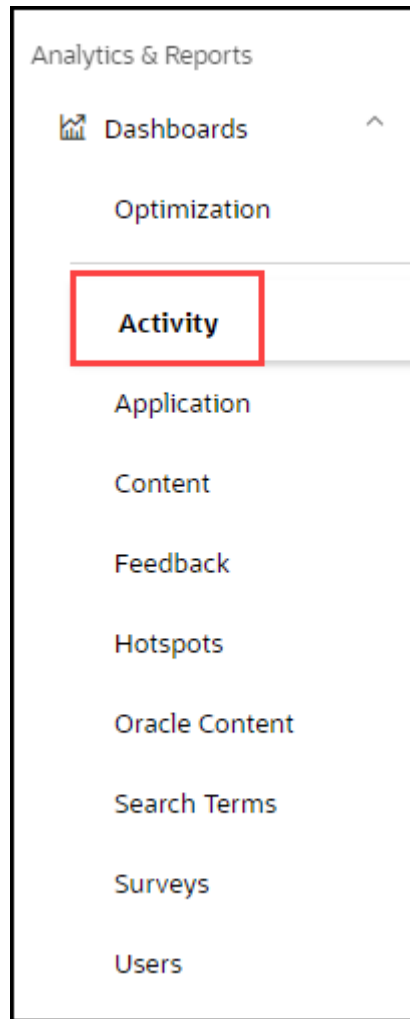 Analytics & Reports
Dashboards
Optimization
Activity
Application
Content
Feedback
Hotspots
Oracle Content
Search Terms
Surveys
Users